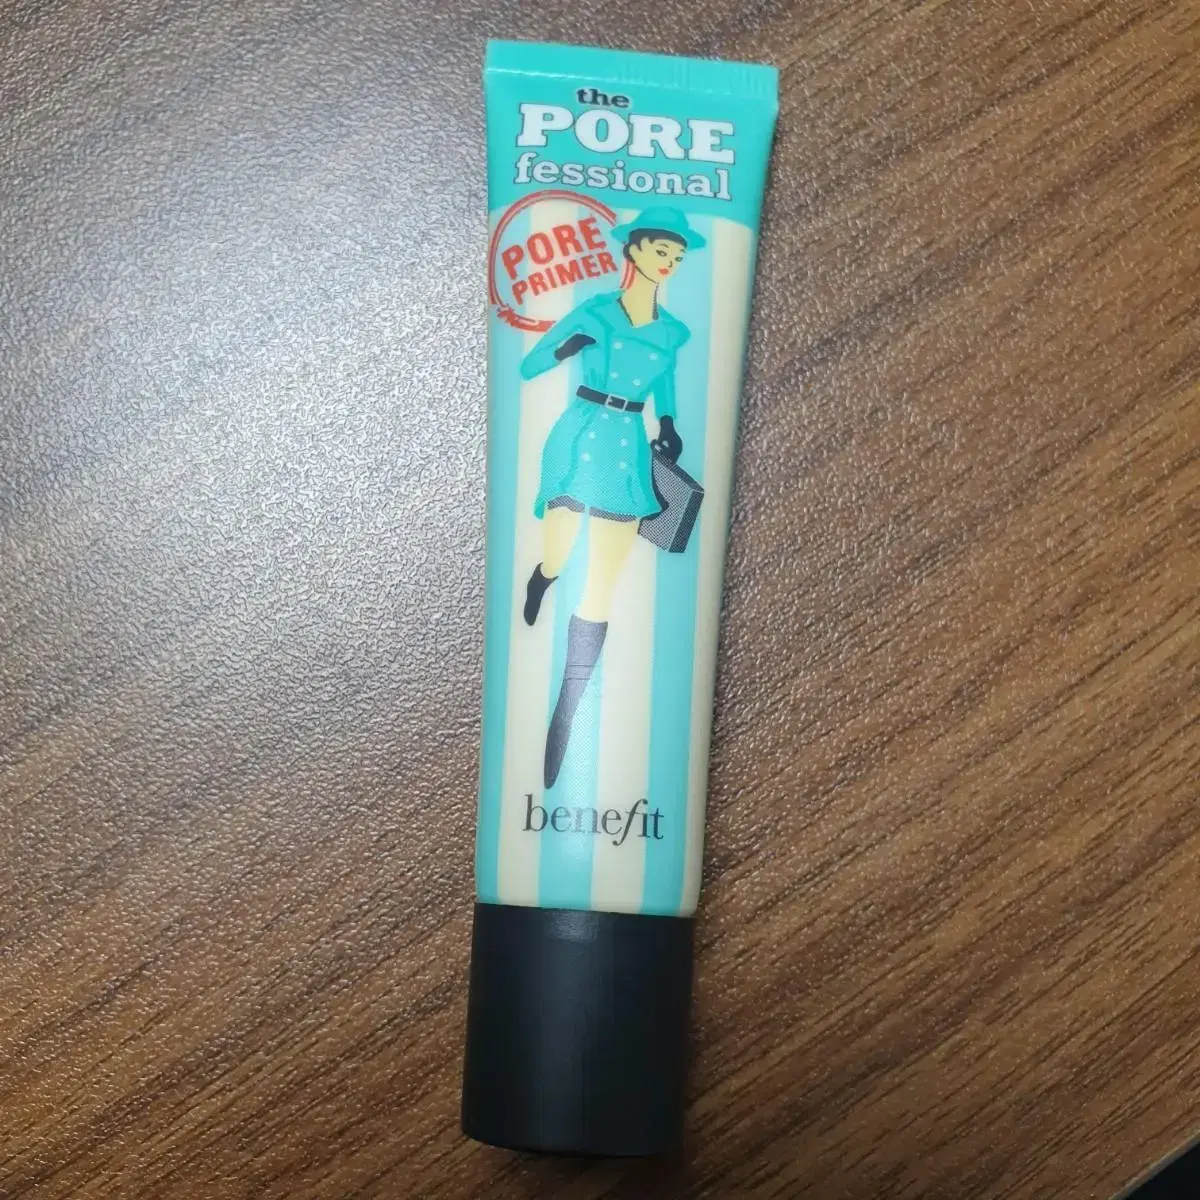 the
PORE
fessional
PORE
PRIMER
benefit